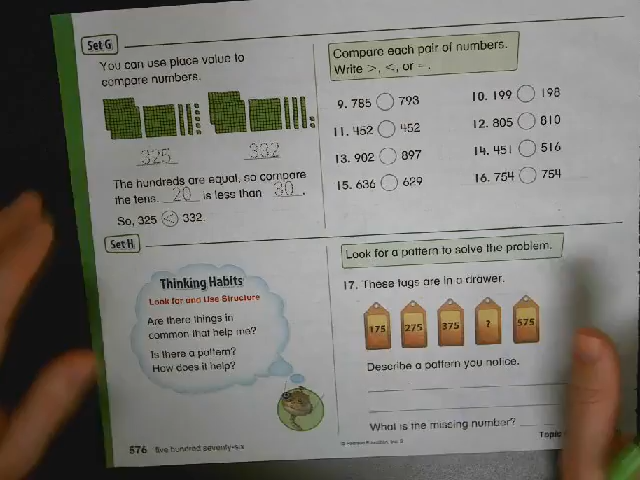 Set G
You can use place value to
compare numbers.
325
332
The hundreds are equal, so compare
the tens. 20 is less than 30.
So, 325 < 332
Compare each pair of numbers.
Write >, <, or =.
9. 785 793
10. 199 198
11. 452 452
12. 805 810
13. 902 897
14. 451 516
15. 636 629
16. 754 754
Set H
Thinking Habits
Look for and Use Structure
Are there things in
common that help me?
Is there a pattern?
How does it help?
Look for a pattern to solve the problem.
17. These tags are in a drawer.
175 275 375 ? 575
Describe a pattern you notice.
What is the missing number?
576 five hundred seventy-six
Topic